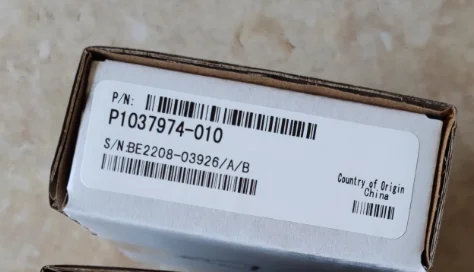 P/N:
P1037974-010
S/N:BE2208-03926/A/B
Country of Origin
China